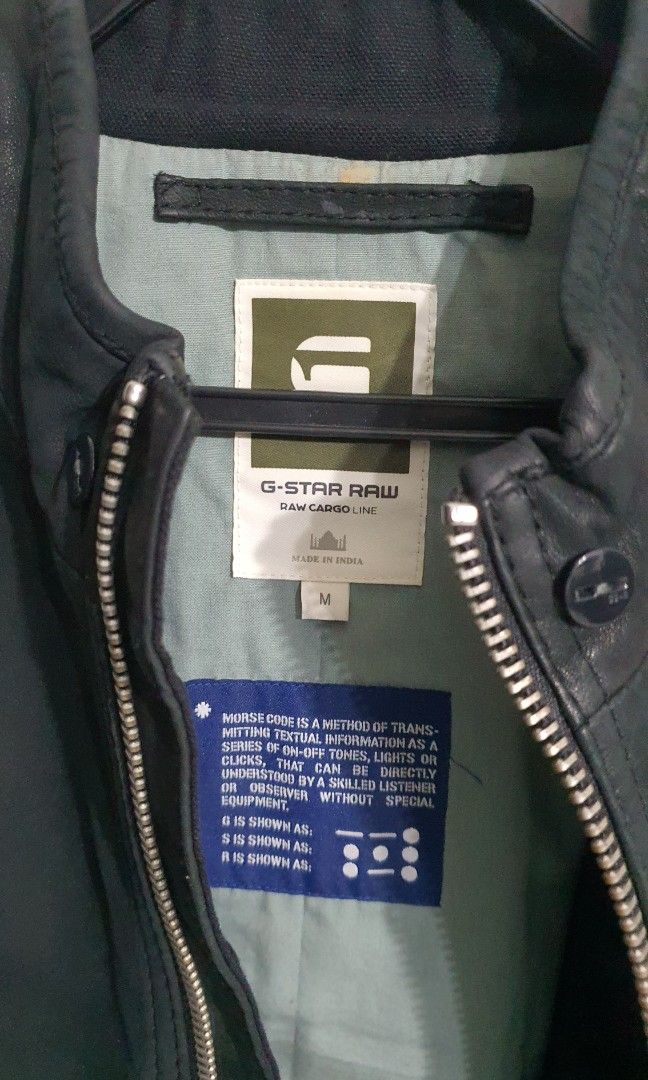 G-STAR RAW
RAW CARGO LINE
MADE IN INDIA
M
* MORSE CODE IS A METHOD OF TRANS-
MITTING TEXTUAL INFORMATION AS A
SERIES OF ON-OFF TONES, LIGHTS OR
CLICKS, THAT CAN BE DIRECTLY
UNDERSTOOD BY A SKILLED LISTENER
OR OBSERVER WITHOUT SPECIAL
EQUIPMENT.
G IS SHOWN AS:
S IS SHOWN AS:
R IS SHOWN AS: